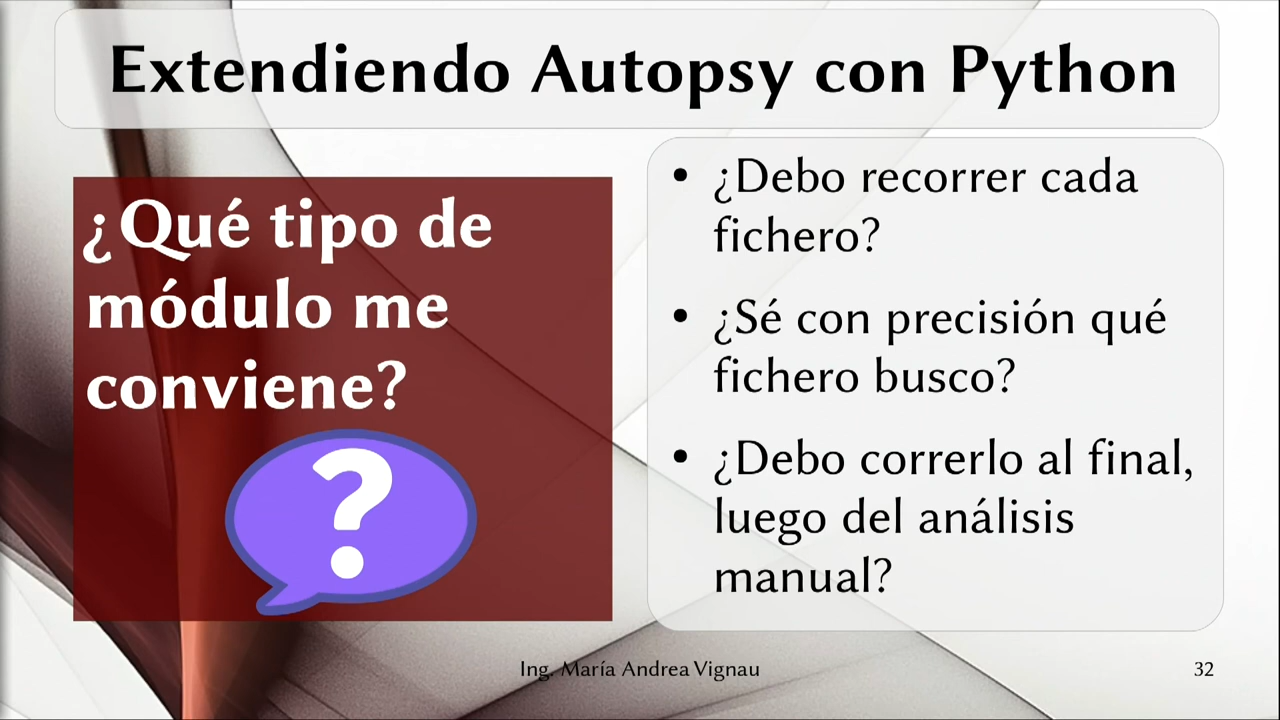 Extendiendo Autopsy con Python
¿Qué tipo de
módulo me
conviene?
?
• ¿Debo recorrer cada
fichero?
• ¿Sé con precisión qué
fichero busco?
• ¿Debo correrlo al final,
luego del análisis
manual?
Ing. María Andrea Vignau
32